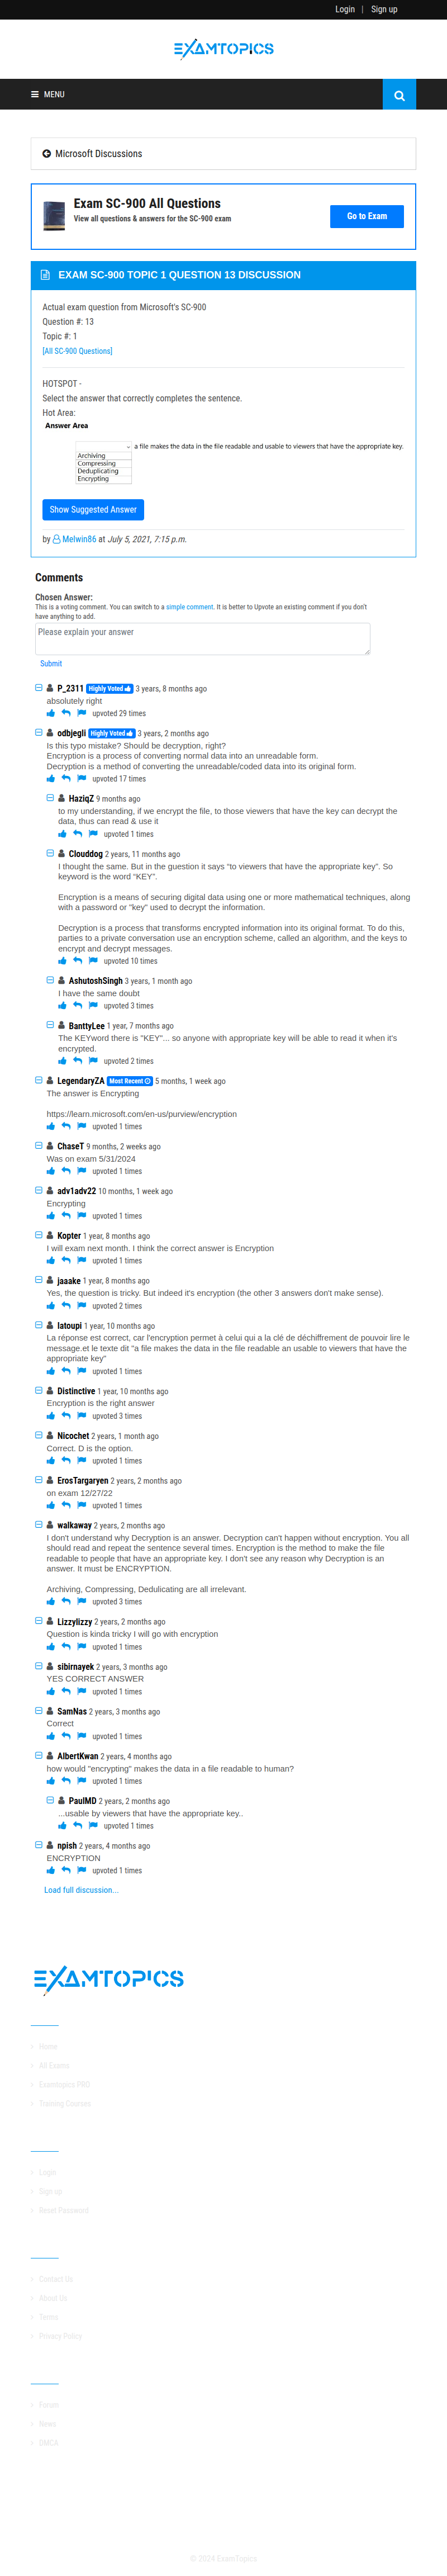 Login | Sign up
EXAMTOPICS
MENU
Microsoft Discussions
Exam SC-900 All Questions
View all questions & answers for the SC-900 exam
Go to Exam
EXAM SC-900 TOPIC 1 QUESTION 13 DISCUSSION
Actual exam question from Microsoft's SC-900
Question #: 13
Topic #: 1
[All SC-900 Questions]
HOTSPOT -
Select the answer that correctly completes the sentence.
Hot Area:
Answer Area
a file makes the data in the file readable and usable to viewers that have the appropriate key.
Archiving
Compressing
Deduplicating
Encrypting
Show Suggested Answer
by Melwin86 at July 5, 2021, 7:15 p.m.
Comments
Chosen Answer:
This is a voting comment. You can switch to a simple comment. It is better to Upvote an existing comment if you don't
have anything to add.
Please explain your answer
Submit
P_2311 Highly Voted 3 years, 8 months ago
absolutely right
upvoted 29 times
odbjegli Highly Voted 3 years, 2 months ago
Is this typo mistake? Should be decryption, right?
Encryption is a process of converting normal data into an unreadable form.
Decryption is a method of converting the unreadable/coded data into its original form.
upvoted 17 times
HaziqZ 9 months ago
to my understanding, if we encrypt the file, to those viewers that have the key can decrypt the
data, thus can read & use it
upvoted 1 times
Clouddog 2 years, 11 months ago
I thought the same. But in the question it says “to viewers that have the appropriate key”. So
keyword is the word “KEY”.
Encryption is a means of securing digital data using one or more mathematical techniques, along
with a password or "key" used to decrypt the information.
Decryption is a process that transforms encrypted information into its original format. To do this,
parties to a private conversation use an encryption scheme, called an algorithm, and the keys to
encrypt and decrypt messages.
upvoted 10 times
AshutoshSingh 3 years, 1 month ago
I have the same doubt
upvoted 3 times
BanttyLee 1 year, 7 months ago
The KEYword there is "KEY"... so anyone with appropriate key will be able to read it when it's
encrypted.
upvoted 2 times
LegendaryZA Most Recent 5 months, 1 week ago
The answer is Encrypting
https://learn.microsoft.com/en-us/purview/encryption
upvoted 1 times
ChaseT 9 months, 2 weeks ago
Was on exam 5/31/2024
upvoted 1 times
adv1adv22 10 months, 1 week ago
Encrypting
upvoted 1 times
Kopter 1 year, 8 months ago
I will exam next month. I think the correct answer is Encryption
upvoted 1 times
jaaake 1 year, 8 months ago
Yes, the question is tricky. But indeed it's encryption (the other 3 answers don't make sense).
upvoted 2 times
latoupi 1 year, 10 months ago
La réponse est correct, car l'encryption permet à celui qui a la clé de déchiffrement de pouvoir lire le
message.et le texte dit "a file makes the data in the file readable an usable to viewers that have the
appropriate key"
upvoted 1 times
Distinctive 1 year, 10 months ago
Encryption is the right answer
upvoted 3 times
Nicochet 2 years, 1 month ago
Correct. D is the option.
upvoted 1 times
ErosTargaryen 2 years, 2 months ago
on exam 12/27/22
upvoted 1 times
walkaway 2 years, 2 months ago
I don't understand why Decryption is an answer. Decryption can't happen without encryption. You all
should read and repeat the sentence several times. Encryption is the method to make the file
readable to people that have an appropriate key. I don't see any reason why Decryption is an
answer. It must be ENCRYPTION.
Archiving, Compressing, Dedulicating are all irrelevant.
upvoted 3 times
Lizzylizzy 2 years, 2 months ago
Question is kinda tricky I will go with encryption
upvoted 1 times
sibirnayek 2 years, 3 months ago
YES CORRECT ANSWER
upvoted 1 times
SamNas 2 years, 3 months ago
Correct
upvoted 1 times
AlbertKwan 2 years, 4 months ago
how would "encrypting" makes the data in a file readable to human?
upvoted 1 times
PaulMD 2 years, 2 months ago
...usable by viewers that have the appropriate key..
upvoted 1 times
npish 2 years, 4 months ago
ENCRYPTION
upvoted 1 times
Load full discussion...
EXAMTOPICS
Home
All Exams
Examtopics PRO
Training Courses
Login
Sign up
Reset Password
Contact Us
About Us
Terms
Privacy Policy
Forum
News
DMCA
© 2024 ExamTopics